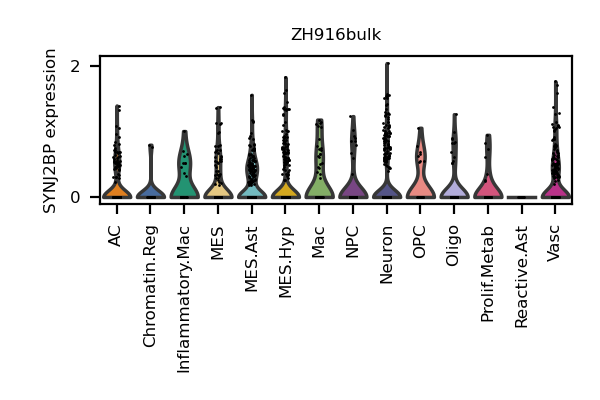 ZH916bulk
SYNJ2BP expression
2
0
AC
Chromatin.Reg
Inflammatory.Mac
MES
MES.Ast
MES.Hyp
Mac
NPC
Neuron
OPC
Oligo
Prolif.Metab
Reactive.Ast
Vasc